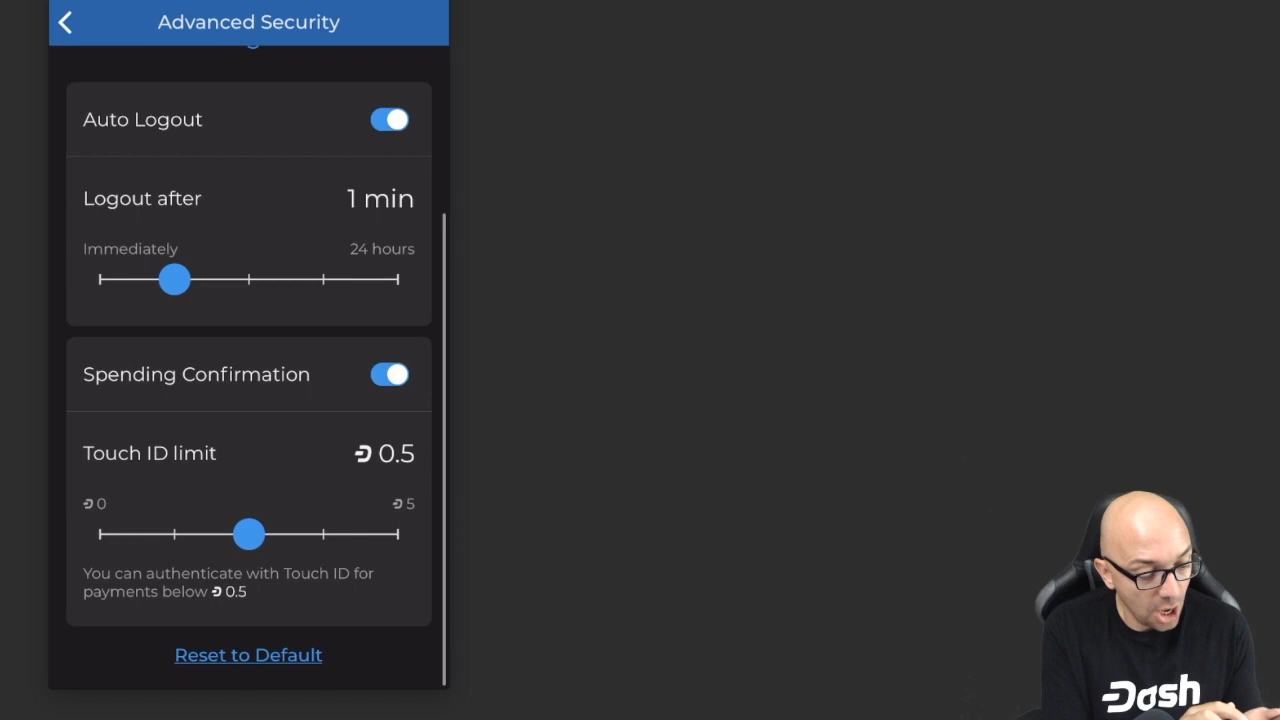 Advanced Security
Auto Logout
Logout after 1 min
Immediately 24 hours
Spending Confirmation
Touch ID limit 0.5
0 5
You can authenticate with Touch ID for
payments below 0.5
Reset to Default
Dash